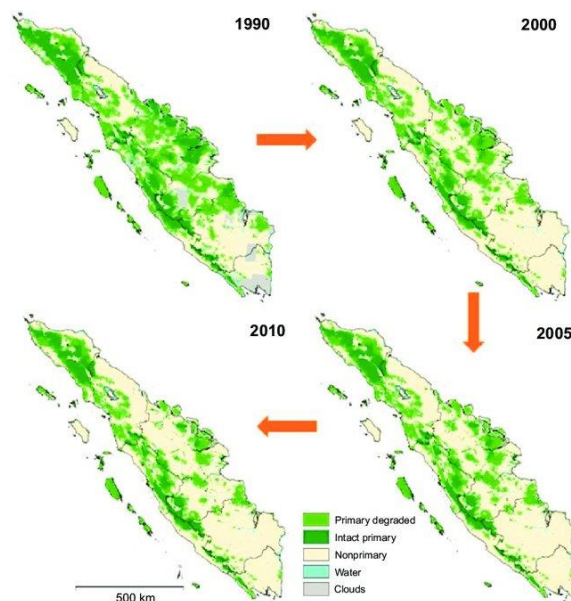 1990
2000
2010
2005
Primary degraded
Intact primary
Nonprimary
Water
Clouds
500 km